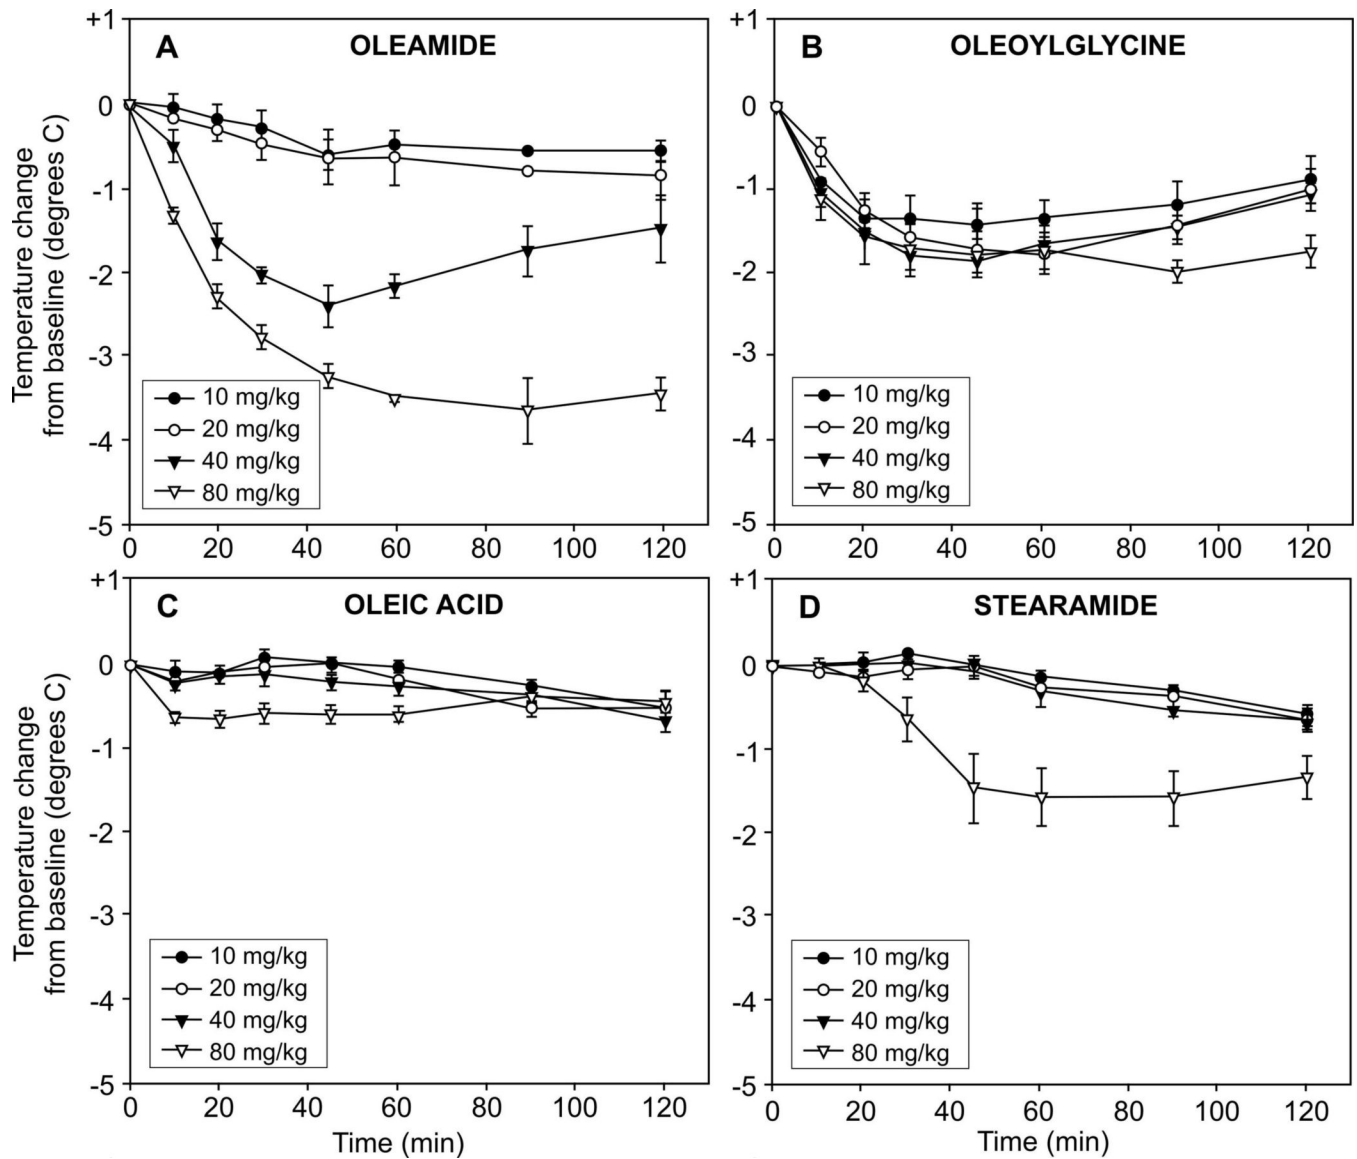 A OLEAMIDE
+1
0
-1
-2
-3
-4
-5
Temperature change
from baseline (degrees C)
10 mg/kg
20 mg/kg
40 mg/kg
80 mg/kg
0 20 40 60 80 100 120
B OLEOYLGLYCINE
+1
0
-1
-2
-3
-4
-5
10 mg/kg
20 mg/kg
40 mg/kg
80 mg/kg
0 20 40 60 80 100 120
C OLEIC ACID
+1
0
-1
-2
-3
-4
-5
Temperature change
from baseline (degrees C)
10 mg/kg
20 mg/kg
40 mg/kg
80 mg/kg
0 20 40 60 80 100 120
Time (min)
D STEARAMIDE
+1
0
-1
-2
-3
-4
-5
10 mg/kg
20 mg/kg
40 mg/kg
80 mg/kg
0 20 40 60 80 100 120
Time (min)